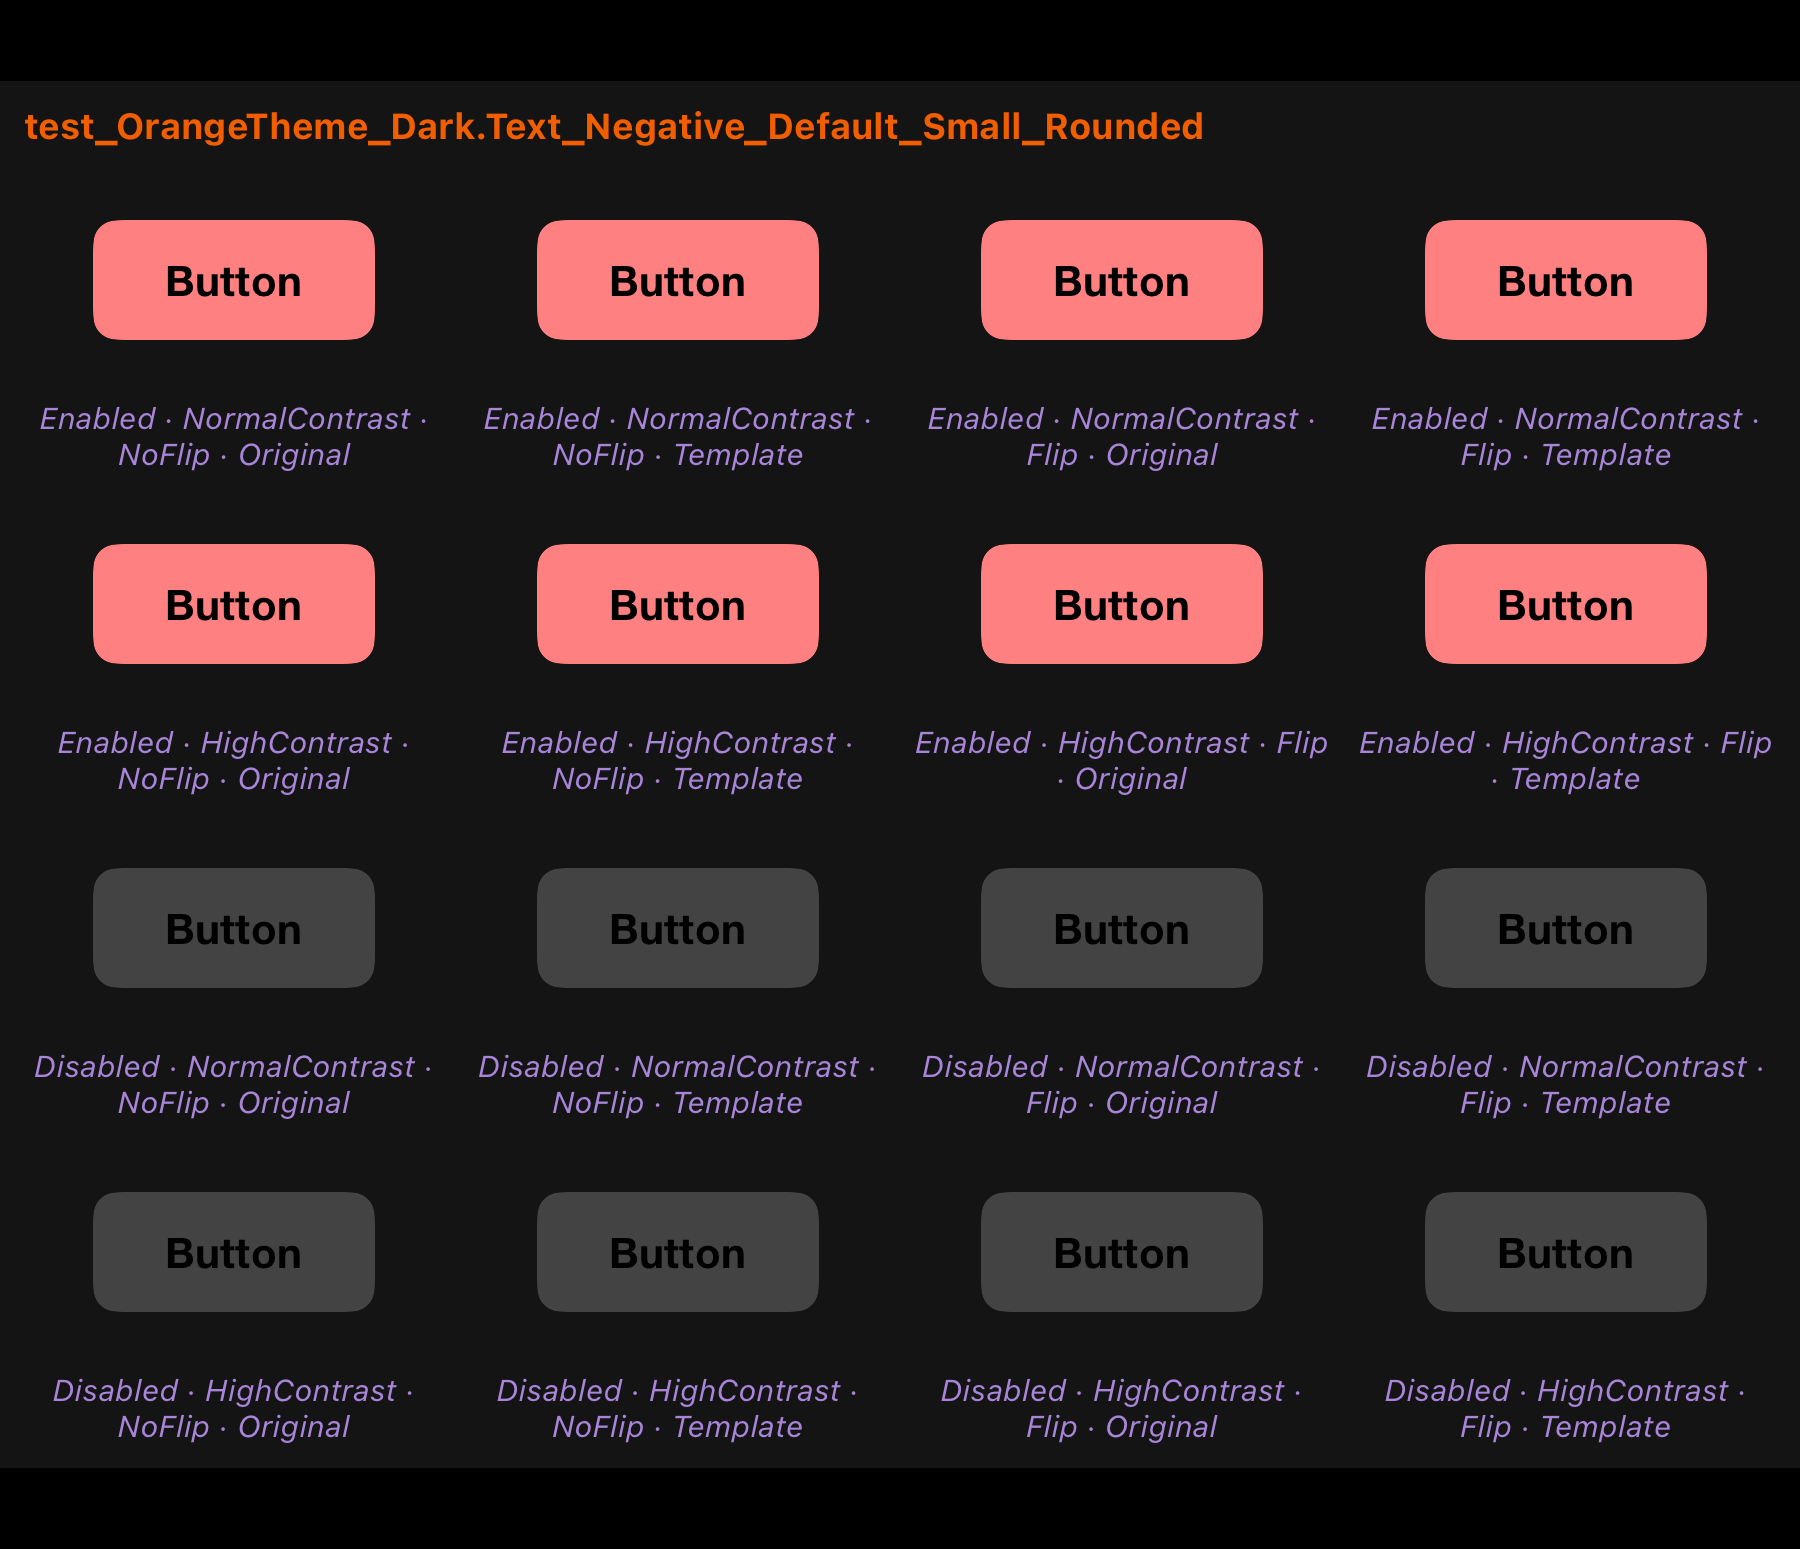 test_OrangeTheme_Dark.Text_Negative_Default_Small_Rounded
Button Button Button Button
Enabled · NormalContrast ·
NoFlip · Original
Enabled · NormalContrast ·
NoFlip · Template
Enabled · NormalContrast ·
Flip · Original
Enabled · NormalContrast ·
Flip · Template
Button Button Button Button
Enabled · HighContrast ·
NoFlip · Original
Enabled · HighContrast ·
NoFlip · Template
Enabled · HighContrast · Flip
· Original
Enabled · HighContrast · Flip
· Template
Button Button Button Button
Disabled · NormalContrast ·
NoFlip · Original
Disabled · NormalContrast ·
NoFlip · Template
Disabled · NormalContrast ·
Flip · Original
Disabled · NormalContrast ·
Flip · Template
Button Button Button Button
Disabled · HighContrast ·
NoFlip · Original
Disabled · HighContrast ·
NoFlip · Template
Disabled · HighContrast ·
Flip · Original
Disabled · HighContrast ·
Flip · Template